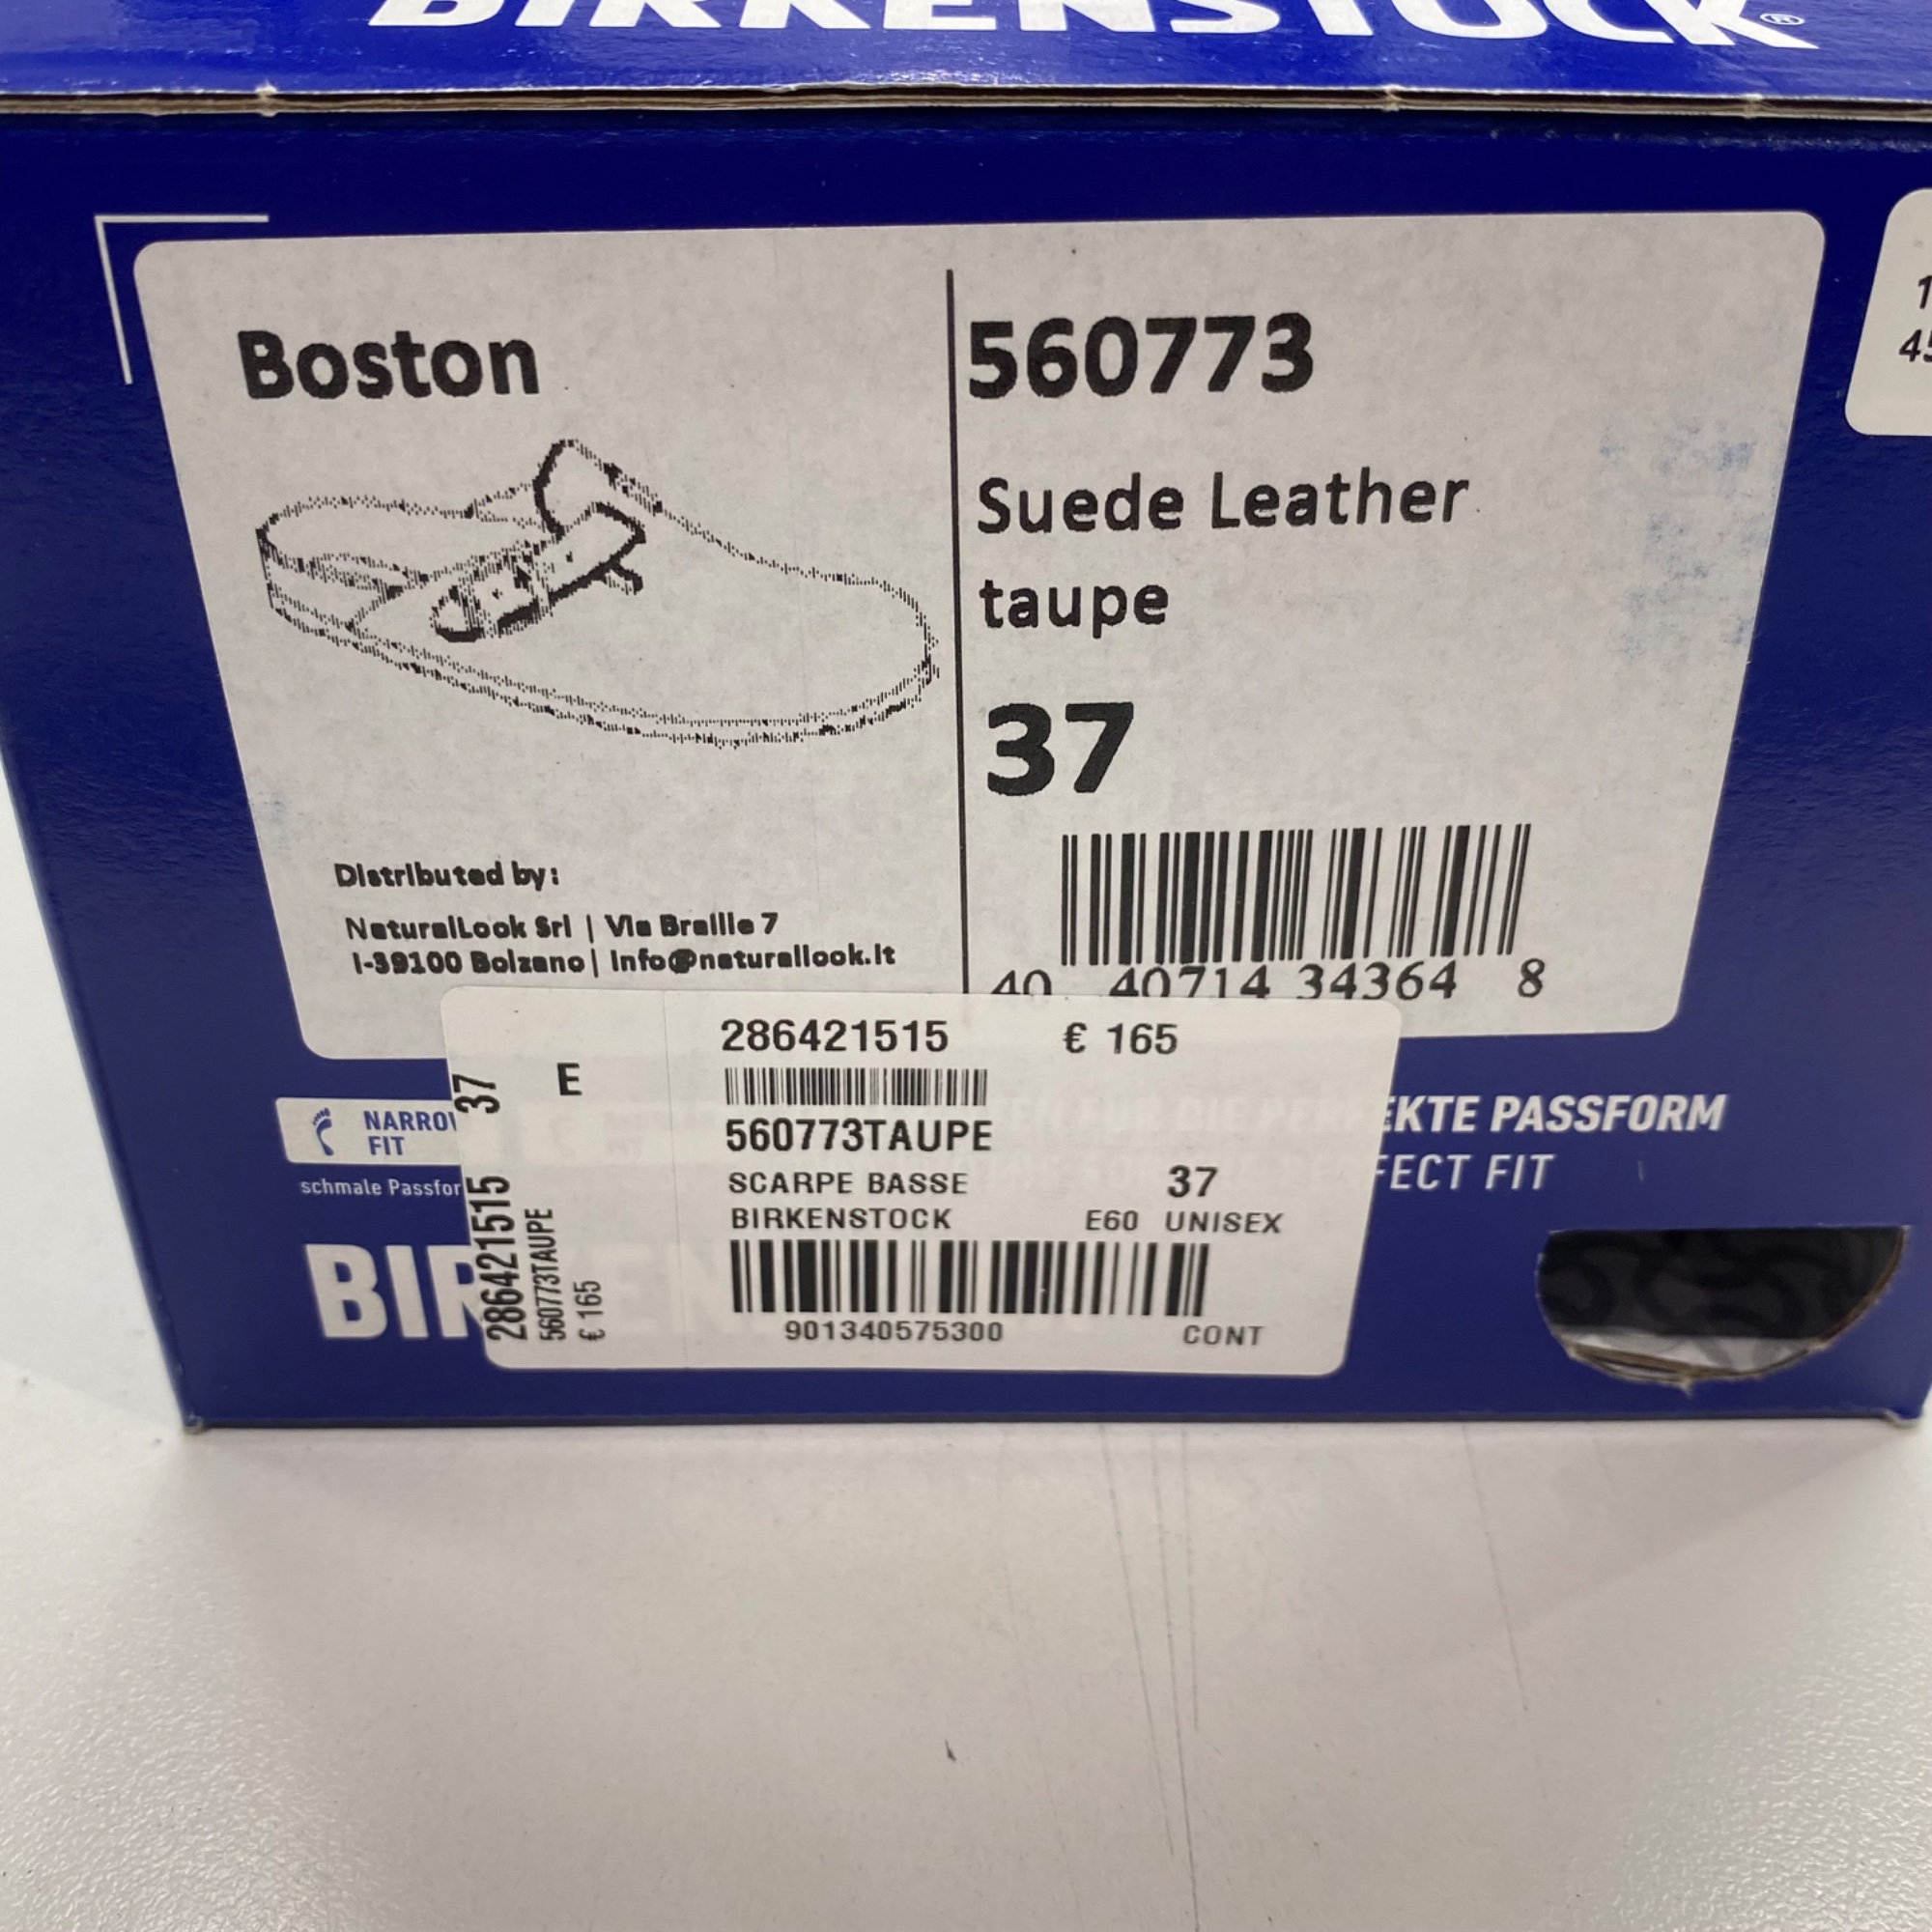 BIRKENSTOCK®
Boston
560773
Suede Leather
taupe
37
Distributed by:
NaturalLook Srl | Via Braille 7
I-39100 Bolzano | Info@naturallook.it
40 40714 34364 8
286421515 € 165
E
560773TAUPE
SCARPE BASSE 37
BIRKENSTOCK E60 UNISEX
901340575300 CONT
286421515 37
560773TAUPE
€ 165
NARROW
FIT
schmale Passfor
EKTE PASSFORM
FECT FIT
BIRKEN